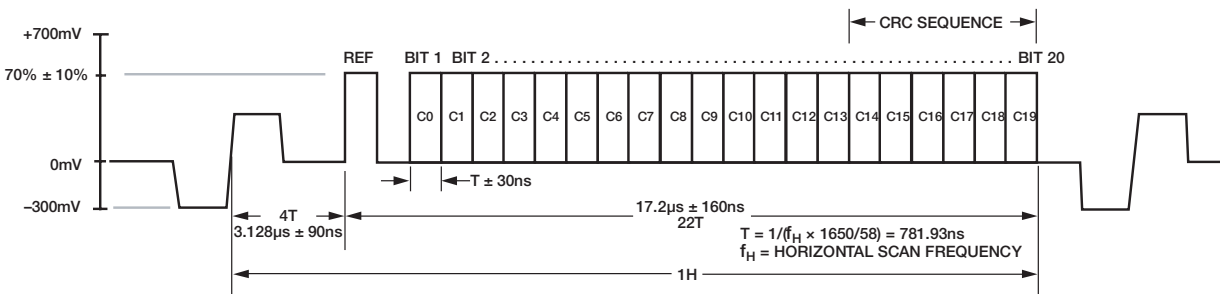 CRC SEQUENCE
+700mV
REF
BIT 1 BIT 2 . . . . . . . . . . . . . . . . . . . . . . . . . . . . . . . . . . . . . . . . . . . . . . . . . . . . . . . . . . . . . . BIT 20
70% ± 10%
C0 C1 C2 C3 C4 C5 C6 C7 C8 C9 C10 C11 C12 C13 C14 C15 C16 C17 C18 C19
0mV
T ± 30ns
–300mV
4T
3.128µs ± 90ns
17.2µs ± 160ns
22T
T = 1/(fH × 1650/58) = 781.93ns
fH = HORIZONTAL SCAN FREQUENCY
1H